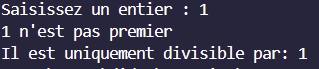 Saisissez un entier : 1
1 n'est pas premier
Il est uniquement divisible par: 1